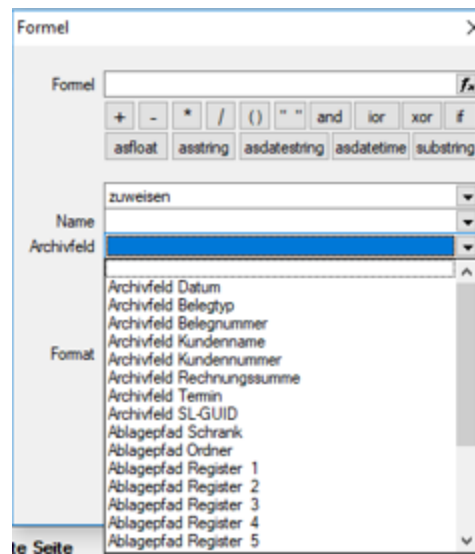 Formel
Formel
fx
+ - * / () " " and ior xor if
asfloat asstring asdatestring asdatetime substring
zuweisen
Name
Archivfeld
Archivfeld Datum
Archivfeld Belegtyp
Archivfeld Belegnummer
Archivfeld Kundenname
Archivfeld Kundennummer
Format
Archivfeld Rechnungssumme
Archivfeld Termin
Archivfeld SL-GUID
Ablagepfad Schrank
Ablagepfad Ordner
Ablagepfad Register 1
Ablagepfad Register 2
Ablagepfad Register 3
Ablagepfad Register 4
Ablagepfad Register 5
te Seite